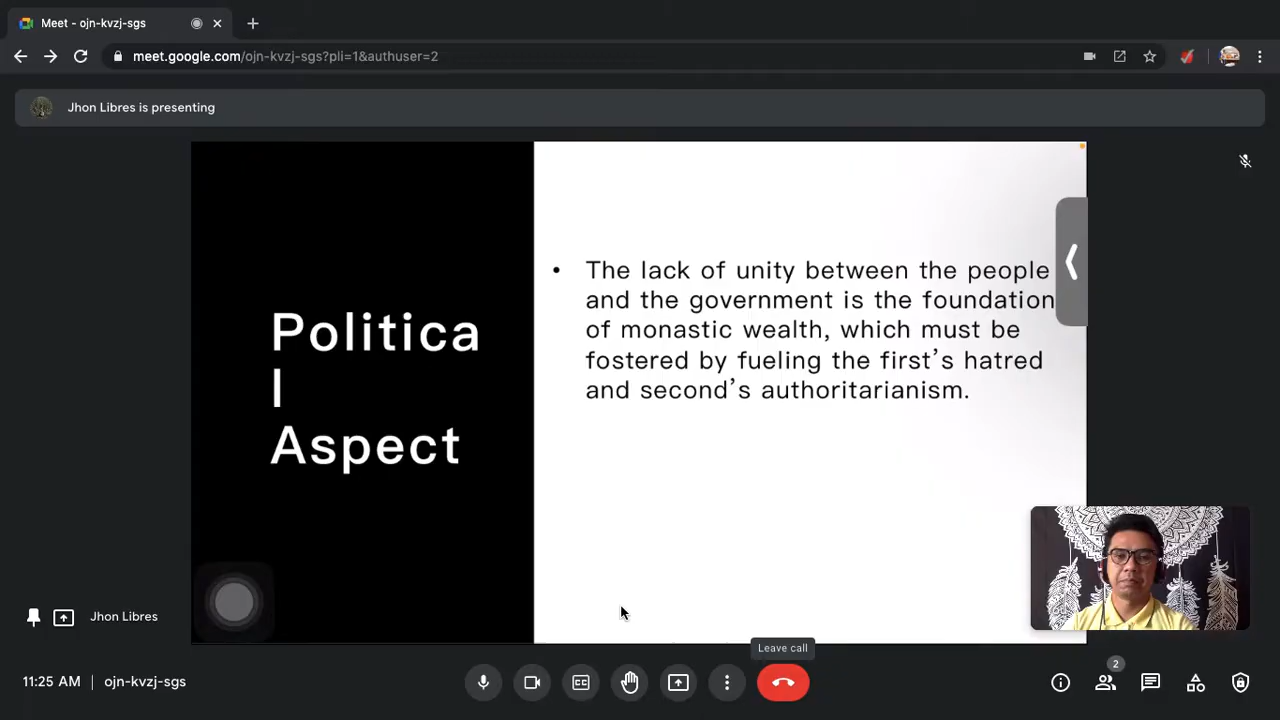 Meet - ojn-kvzj-sgs
meet.google.com/ojn-kvzj-sgs?pli=1&authuser=2
Jhon Libres is presenting
Politica
l
Aspect
• The lack of unity between the people
and the government is the foundation
of monastic wealth, which must be
fostered by fueling the first’s hatred
and second’s authoritarianism.
Jhon Libres
Leave call
11:25 AM | ojn-kvzj-sgs
CC
2